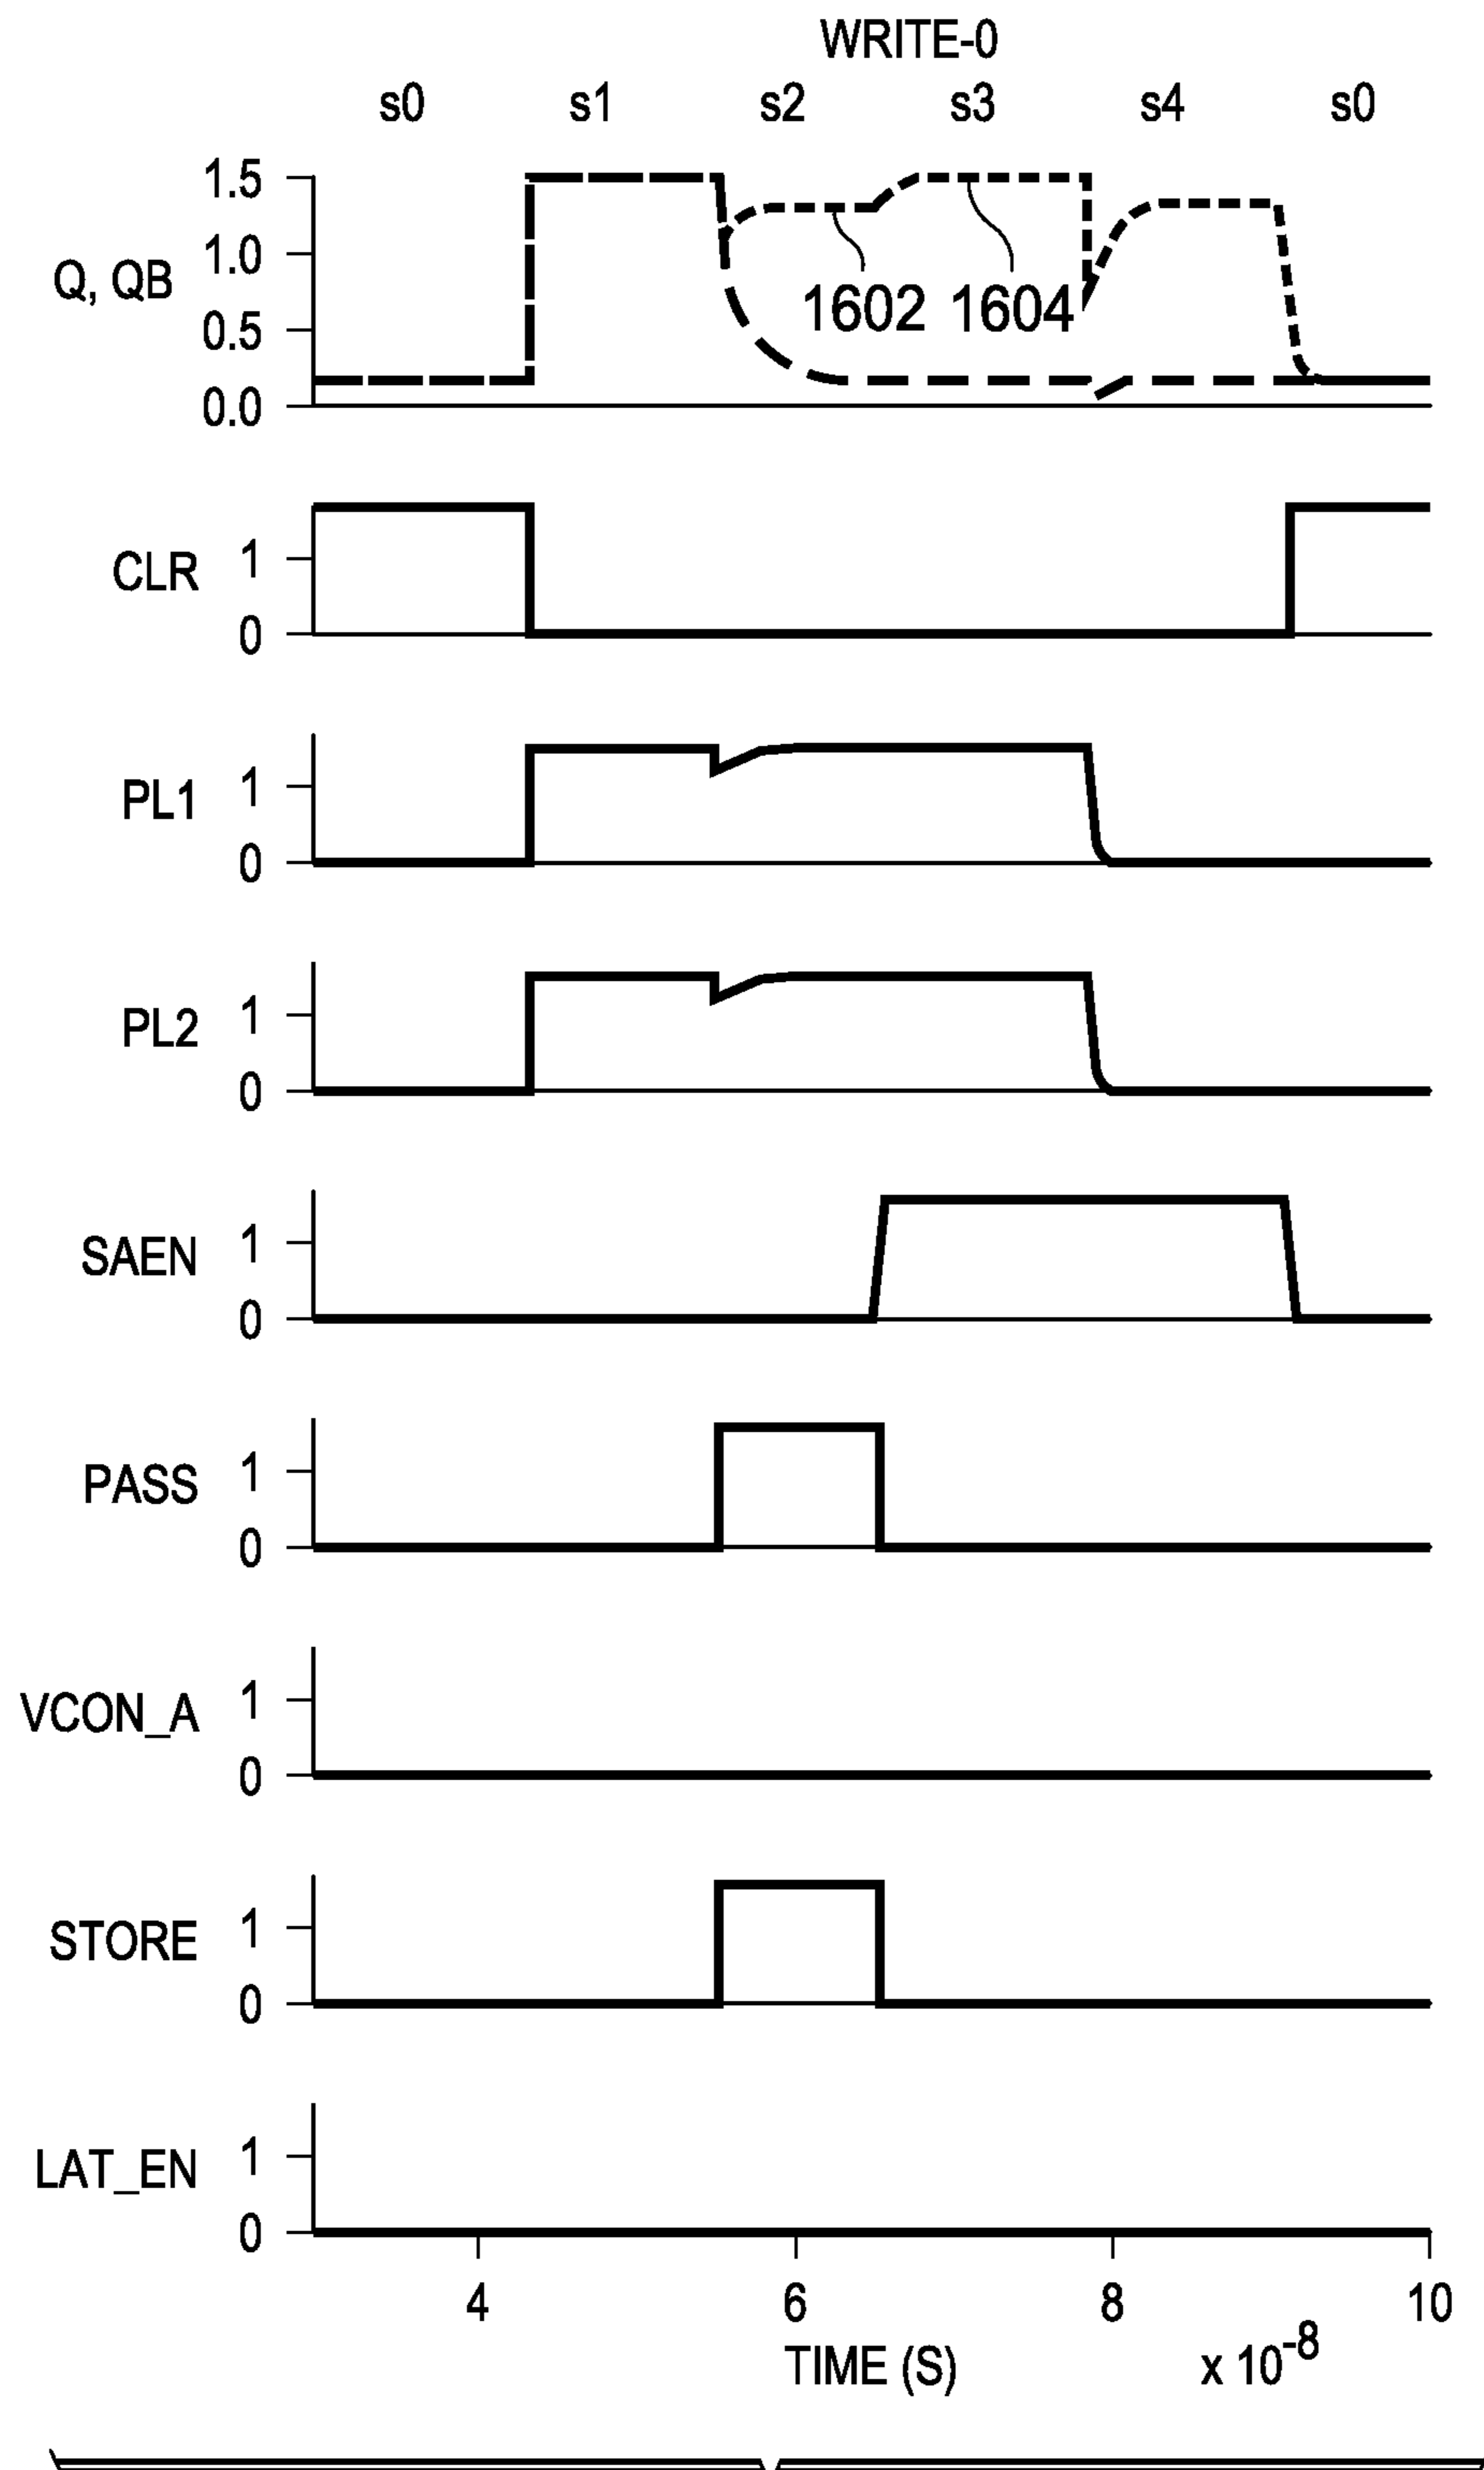 WRITE-0
s0 s1 s2 s3 s4 s0
1.5
1.0
Q, QB
1602 1604
0.5
0.0
1
CLR
0
1
PL1
0
1
PL2
0
1
SAEN
0
1
PASS
0
1
VCON_A
0
1
STORE
0
1
LAT_EN
0
4 6 8 10
TIME (S) x 10-8